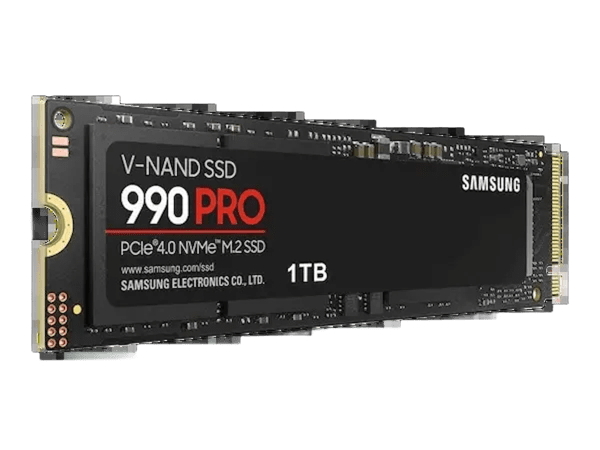 V-NAND SSD
990 PRO
PCIe®4.0 NVMe™ M.2 SSD
www.samsung.com/ssd
SAMSUNG ELECTRONICS CO., LTD.
1TB
SAMSUNG